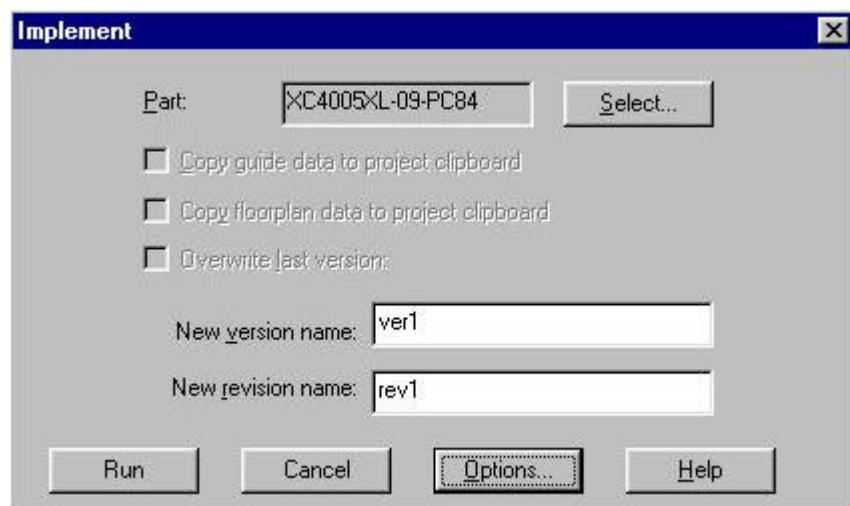 Implement
Part: XC4005XL-09-PC84 Select...
Copy guide data to project clipboard
Copy floorplan data to project clipboard
Overwrite last version:
New version name: ver1
New revision name: rev1
Run Cancel Options... Help